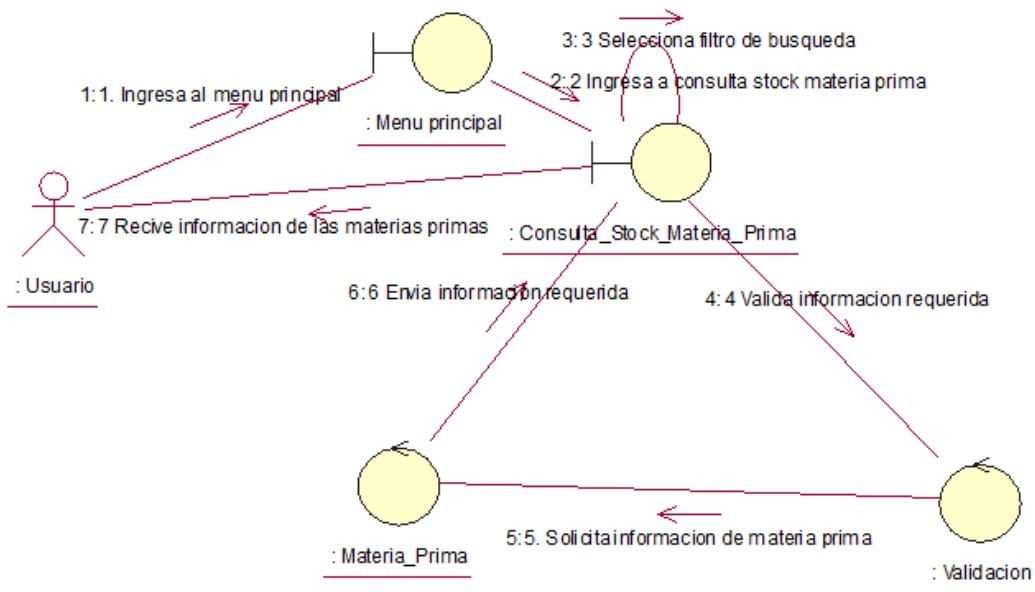 3: 3 Selecciona filtro de busqueda
2: 2 Ingresa a consulta stock materia prima
1: 1. Ingresa al menu principal
: Menu principal
7: 7 Recive informacion de las materias primas
: Consulta_Stock_Materia_Prima
: Usuario
6: 6 Envia información requerida
4: 4 Valida informacion requerida
5: 5. Solicita informacion de materia prima
: Materia_Prima
: Validacion